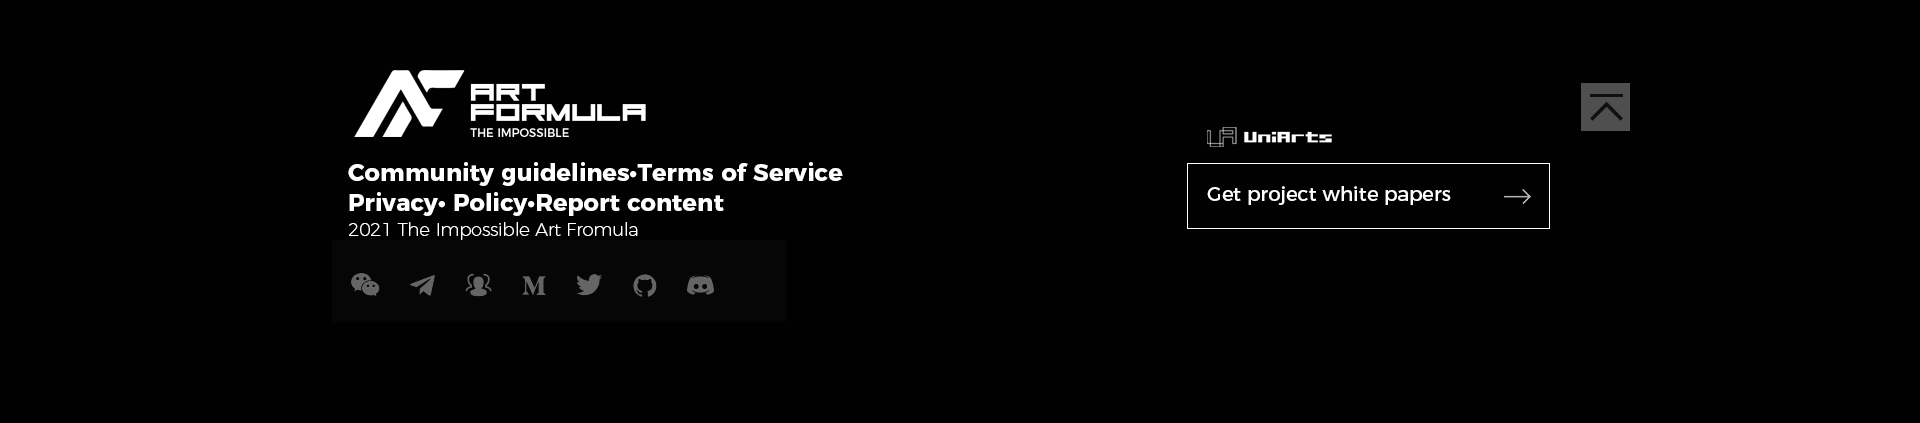 ART
FORMULA
THE IMPOSSIBLE
Community guidelines•Terms of Service
Privacy• Policy•Report content
2021 The Impossible Art Fromula
UniArts
Get project white papers